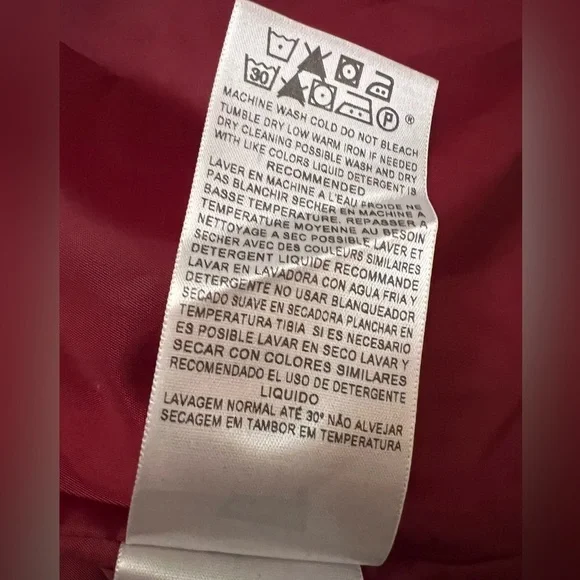 30 P ®
MACHINE WASH COLD DO NOT BLEACH
TUMBLE DRY LOW WARM IRON IF NEEDED
DRY CLEANING POSSIBLE WASH AND DRY
WITH LIKE COLORS LIQUID DETERGENT IS
RECOMMENDED
LAVER EN MACHINE A L'EAU FROIDE NE
PAS BLANCHIR SECHER EN MACHINE A
BASSE TEMPERATURE. REPASSER A
TEMPERATURE MOYENNE AU BESOIN
NETTOYAGE A SEC POSSIBLE LAVER ET
SECHER AVEC DES COULEURS SIMILAIRES
DETERGENT LIQUIDE RECOMMANDE
LAVAR EN LAVADORA CON AGUA FRIA Y
DETERGENTE NO USAR BLANQUEADOR
SECADO SUAVE EN SECADORA PLANCHAR EN
TEMPERATURA TIBIA SI ES NECESARIO
ES POSIBLE LAVAR EN SECO LAVAR Y
SECAR CON COLORES SIMILARES
RECOMENDADO EL USO DE DETERGENTE
LIQUIDO
LAVAGEM NORMAL ATÉ 30º NÃO ALVEJAR
SECAGEM EM TAMBOR EM TEMPERATURA